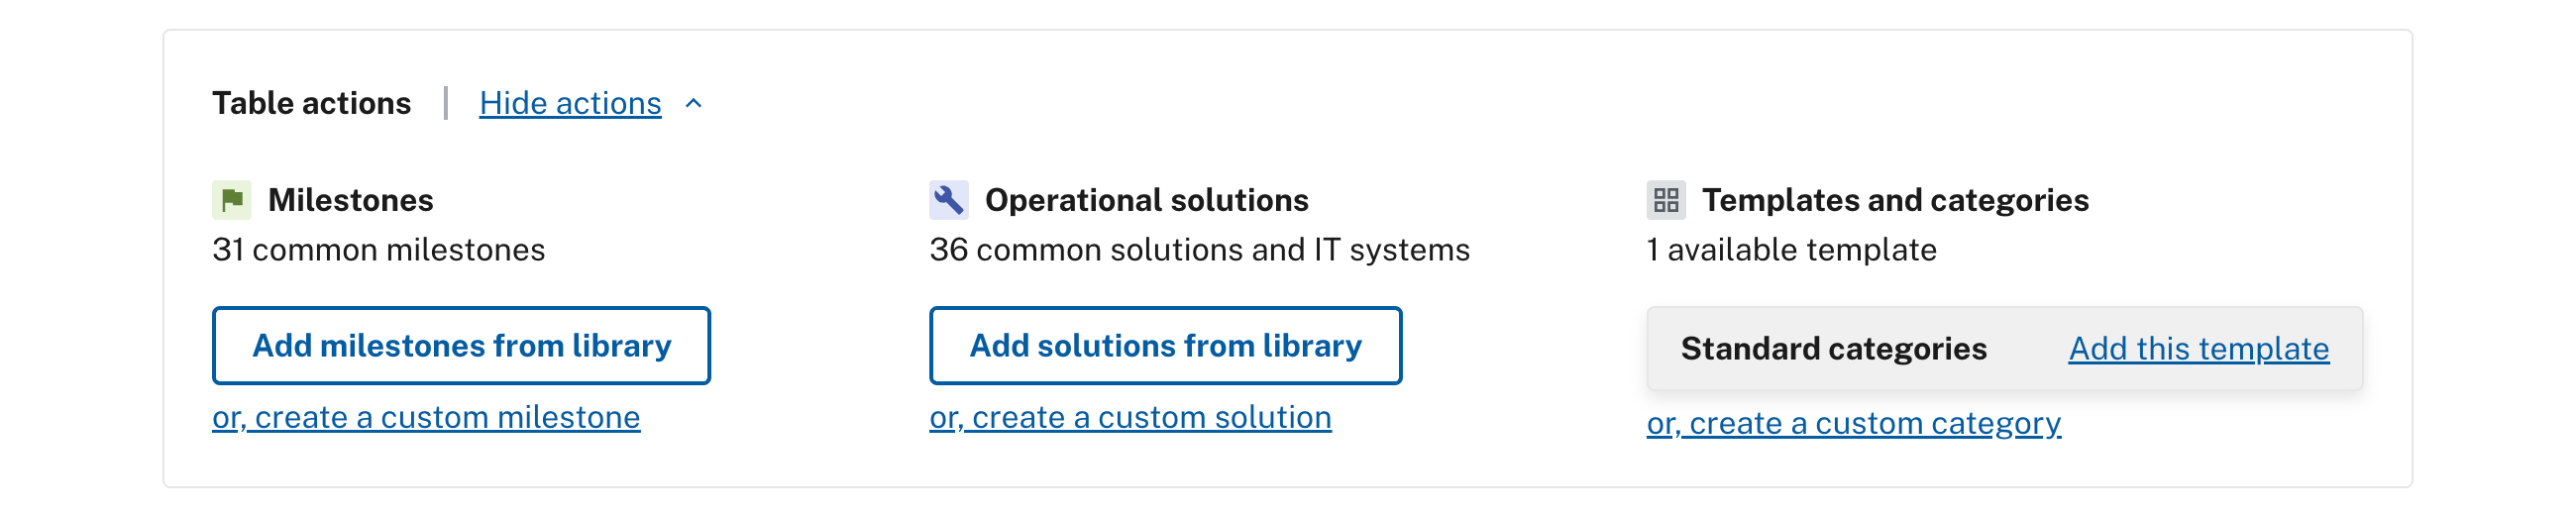 Table actions | Hide actions
Milestones
31 common milestones
Add milestones from library
or, create a custom milestone
Operational solutions
36 common solutions and IT systems
Add solutions from library
or, create a custom solution
Templates and categories
1 available template
Standard categories Add this template
or, create a custom category